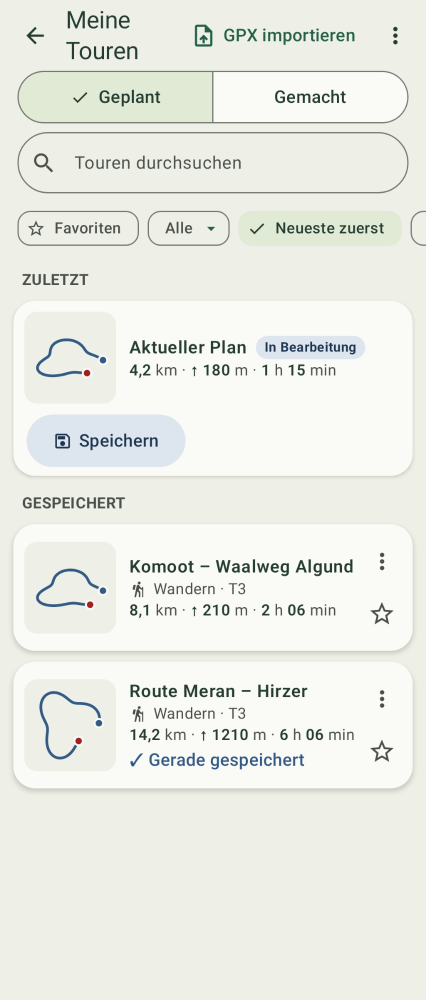 Meine
Touren
GPX importieren
Geplant
Gemacht
Touren durchsuchen
Favoriten
Alle
Neueste zuerst
ZULETZT
Aktueller Plan
In Bearbeitung
4,2 km · ↑ 180 m · 1 h 15 min
Speichern
GESPEICHERT
Komoot – Waalweg Algund
Wandern · T3
8,1 km · ↑ 210 m · 2 h 06 min
Route Meran – Hirzer
Wandern · T3
14,2 km · ↑ 1210 m · 6 h 06 min
✓ Gerade gespeichert